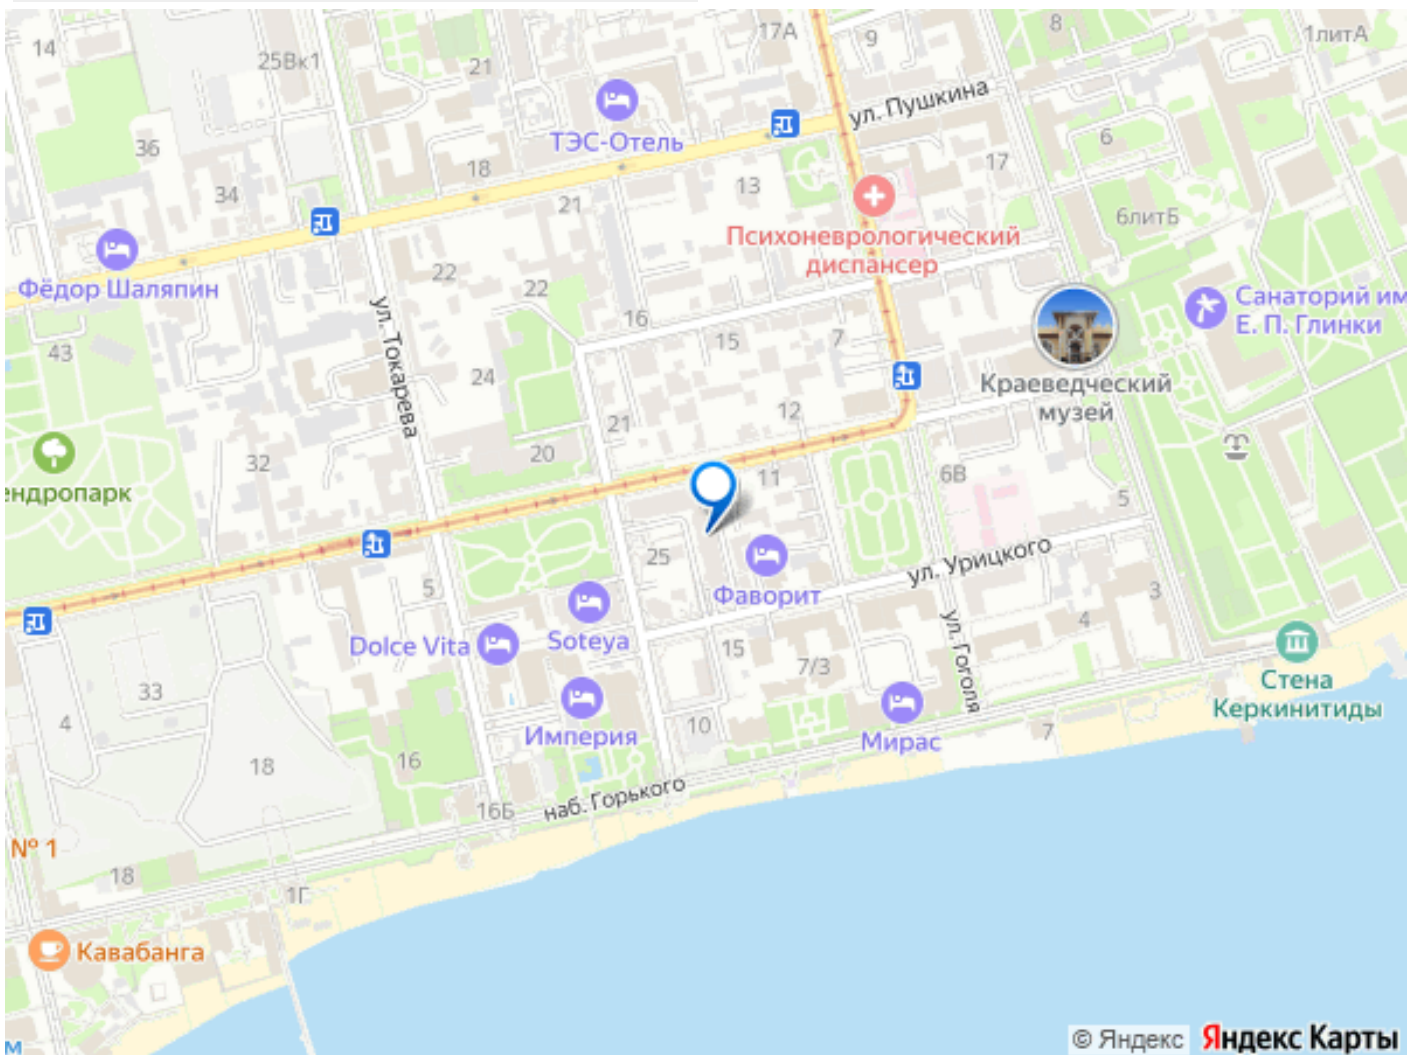 14
25Вк1
21
17А
9
8
1литА
ул. Пушкина
ТЭС-Отель
36
18
34
21
13
17
6
6литБ
Психоневрологический
диспансер
Фёдор Шаляпин
22
22
16
15
7
Санаторий им
Е. П. Глинки
43
ул. Токарева
24
Краеведческий
музей
21
12
20
32
11
6В
5
ендропарк
25
ул. Урицкого
5
Фаворит
3
Dolce Vita
Soteya
15
7/3
4
ул. Гоголя
Стена
Керкинитиды
33
4
Империя
10
Мирас
7
18
16
16Б
наб. Горького
№ 1
18
1Г
Кавабанга
м
© Яндекс Яндекс Карты